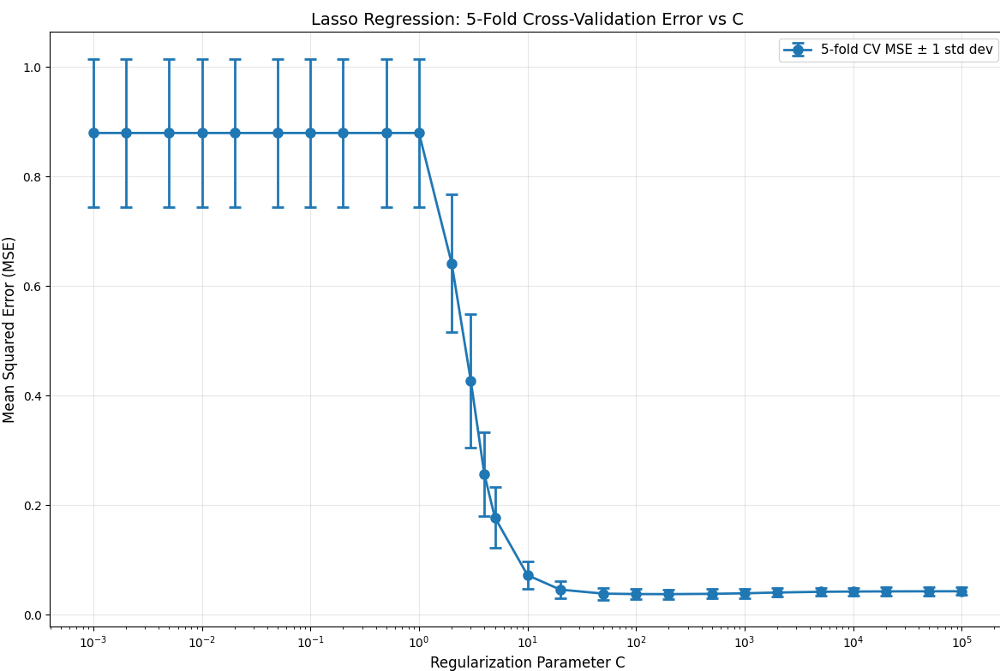 Lasso Regression: 5-Fold Cross-Validation Error vs C
5-fold CV MSE ± 1 std dev
Mean Squared Error (MSE)
1.0
0.8
0.6
0.4
0.2
0.0
10⁻³ 10⁻² 10⁻¹ 10⁰ 10¹ 10² 10³ 10⁴ 10⁵
Regularization Parameter C